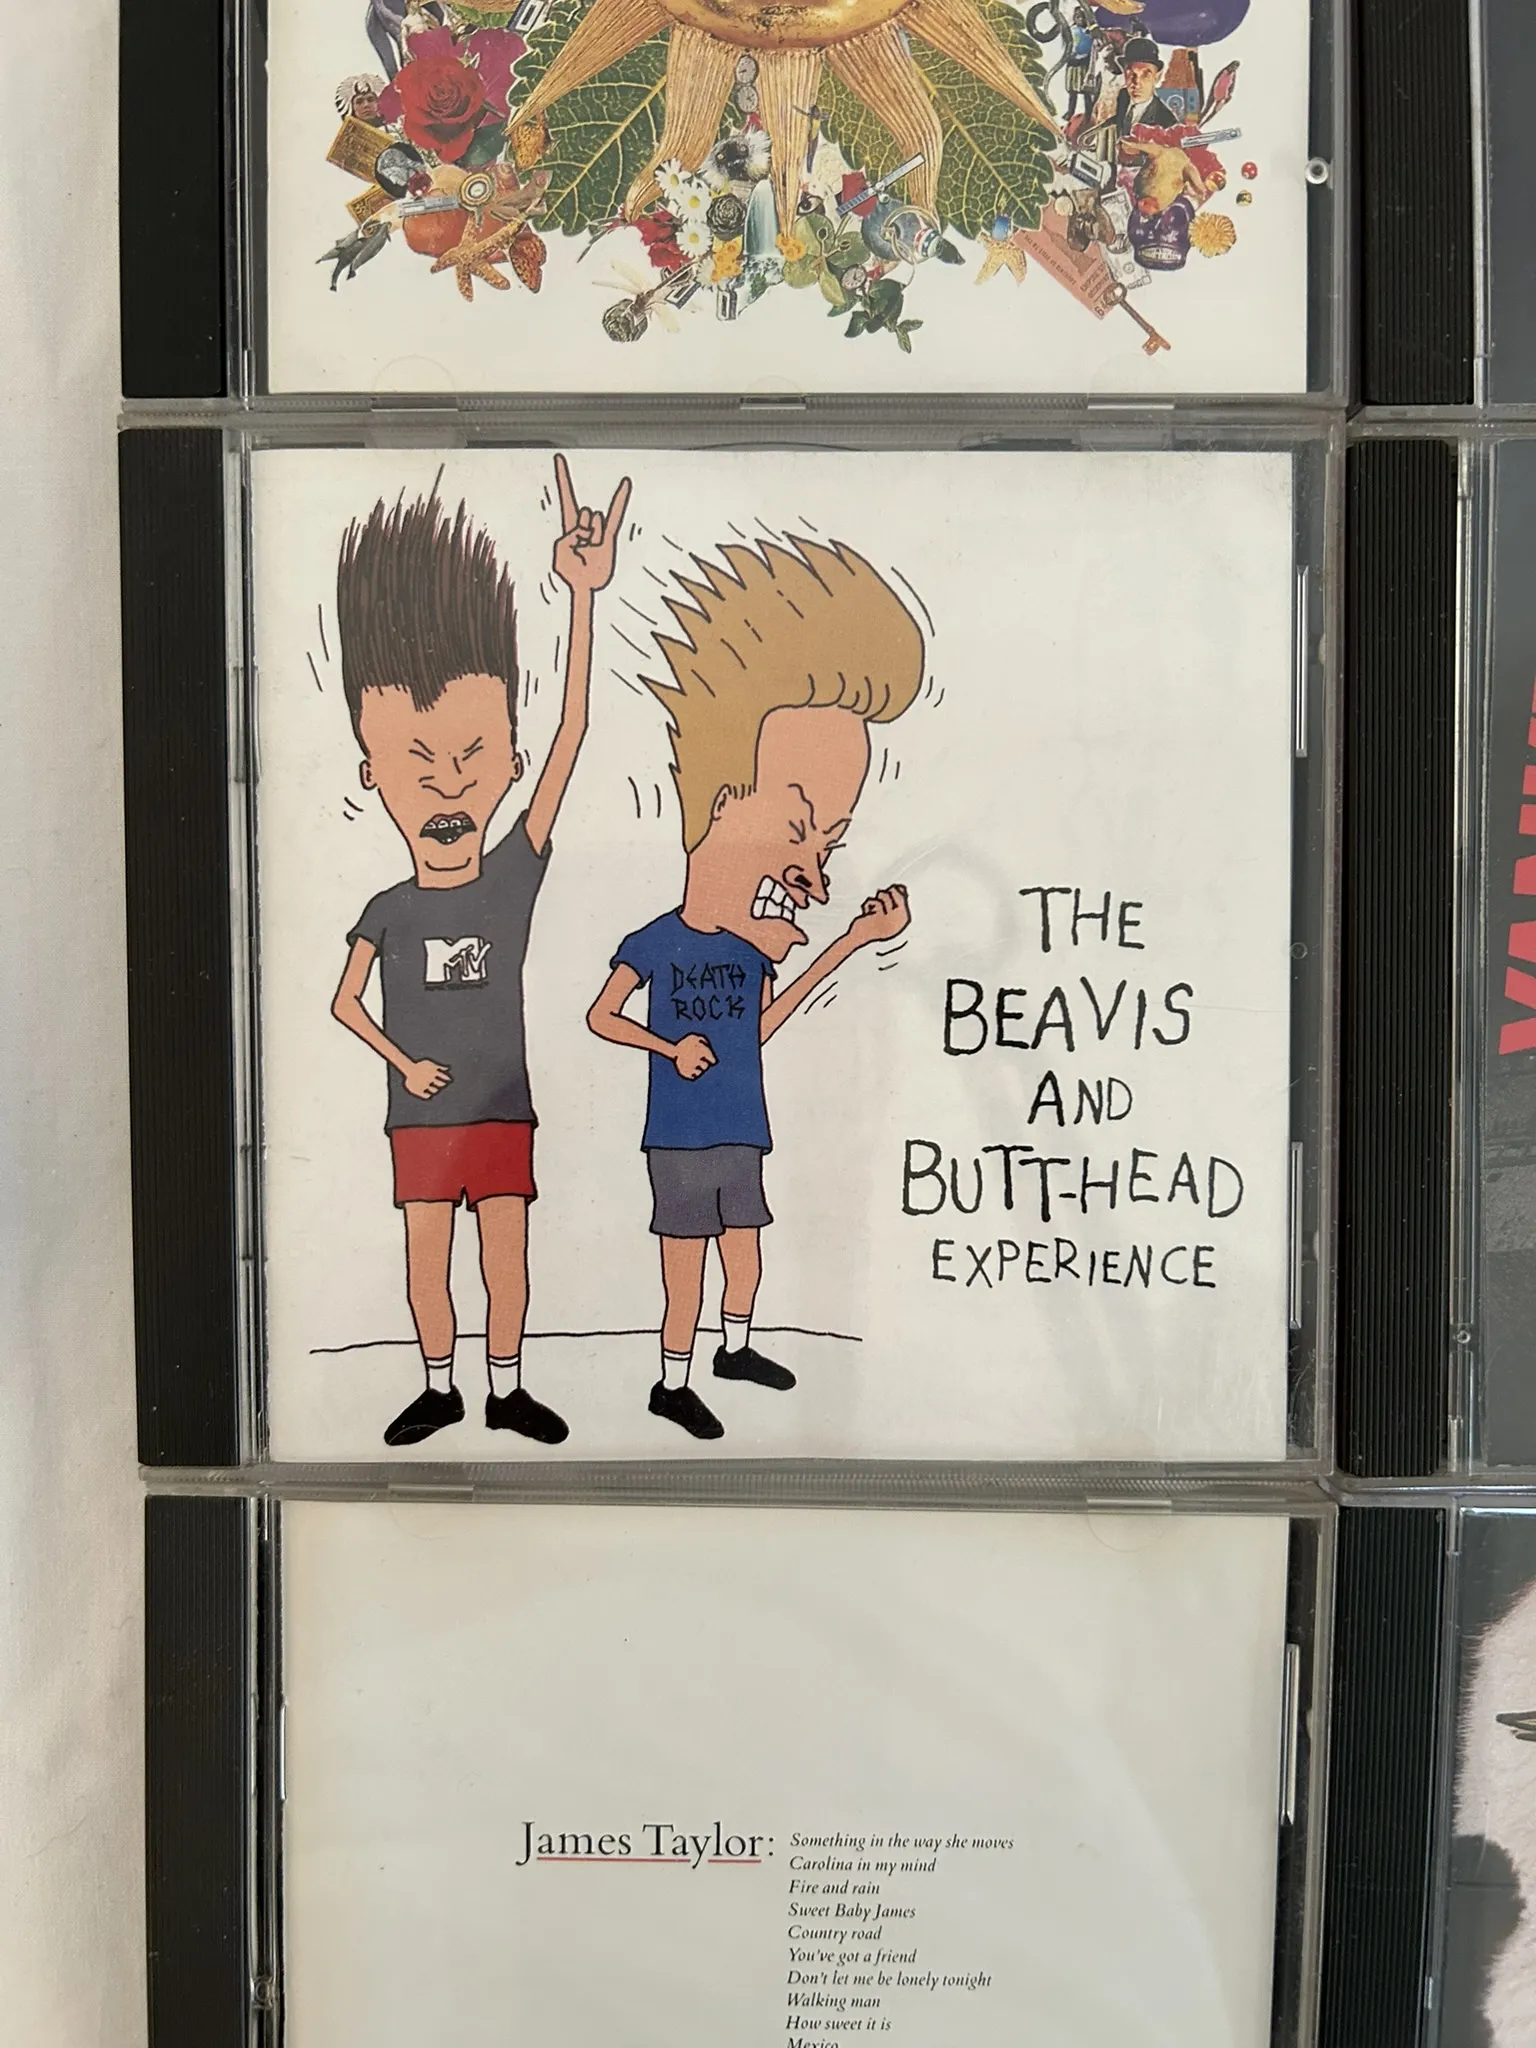 MTV
DEATH
ROCK
THE
BEAVIS
AND
BUTT-HEAD
EXPERIENCE
James Taylor:
Something in the way she moves
Carolina in my mind
Fire and rain
Sweet Baby James
Country road
You've got a friend
Don't let me be lonely tonight
Walking man
How sweet it is
Mexico